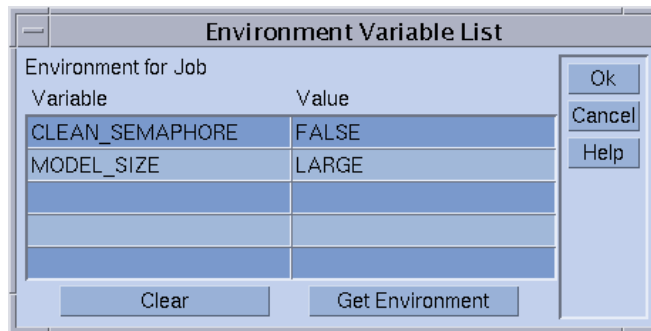 Environment Variable List
Environment for Job
Variable Value
CLEAN_SEMAPHORE FALSE
MODEL_SIZE LARGE
Clear Get Environment
Ok
Cancel
Help